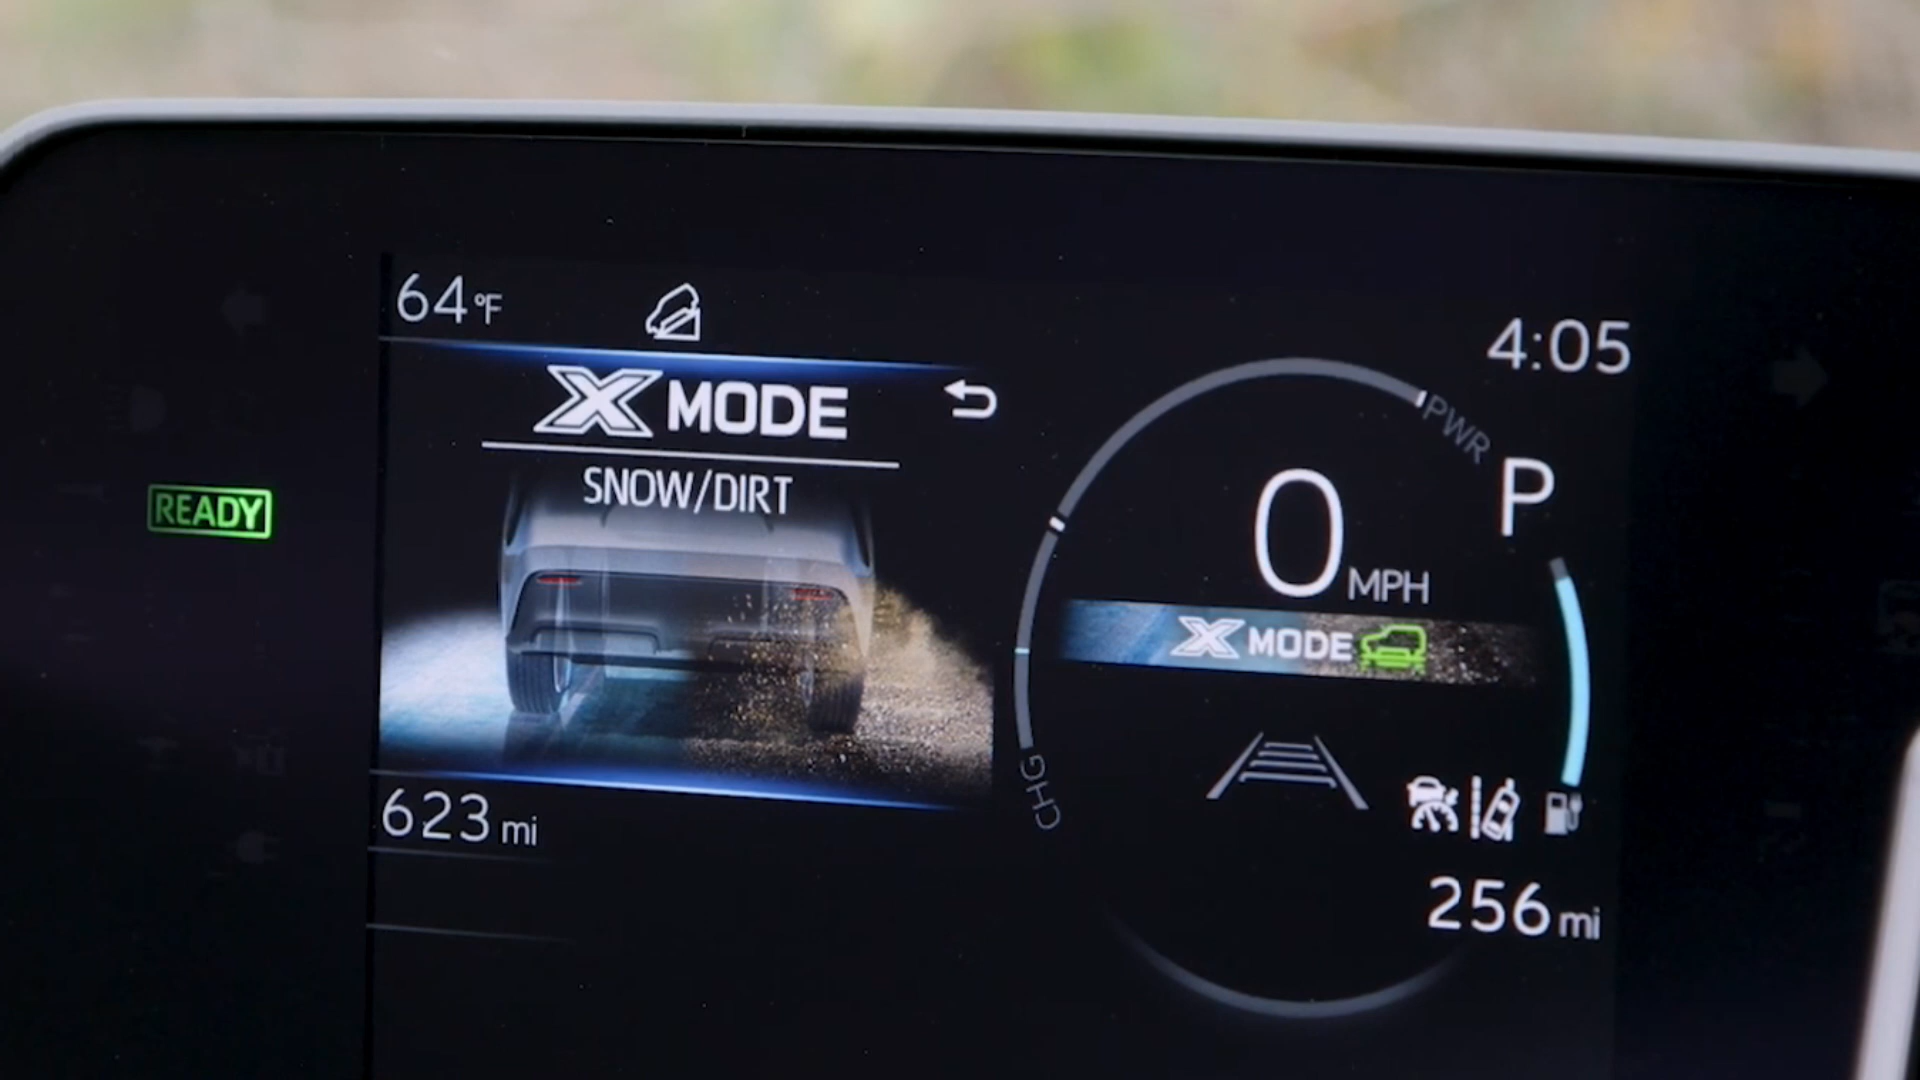 64°F
4:05
X MODE
SNOW/DIRT
PWR
P
READY
0 MPH
X MODE
CHG
623 mi
256 mi